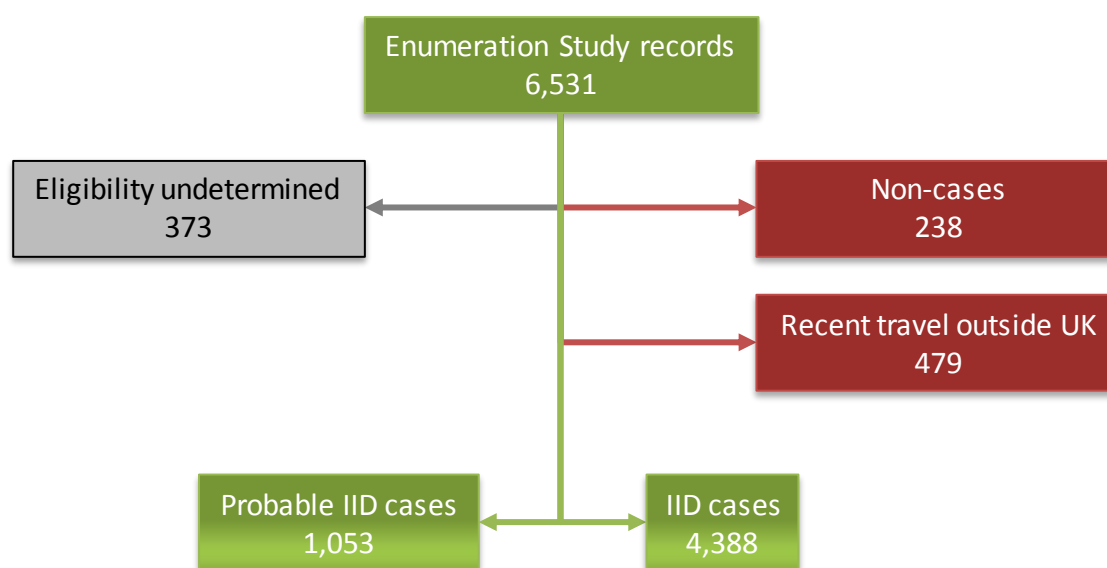 Enumeration Study records
6,531
Eligibility undetermined
373
Non-cases
238
Recent travel outside UK
479
Probable IID cases
1,053
IID cases
4,388